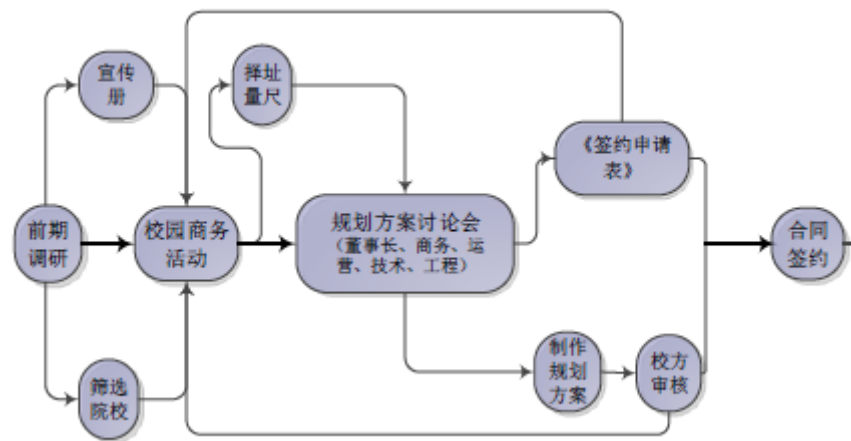 宣传
册
择址
量尺
《签约申请
表》
前期
调研
校园商务
活动
规划方案讨论会
（董事长、商务、运
营、技术、工程）
合同
签约
筛选
院校
制作
规划
方案
校方
审核